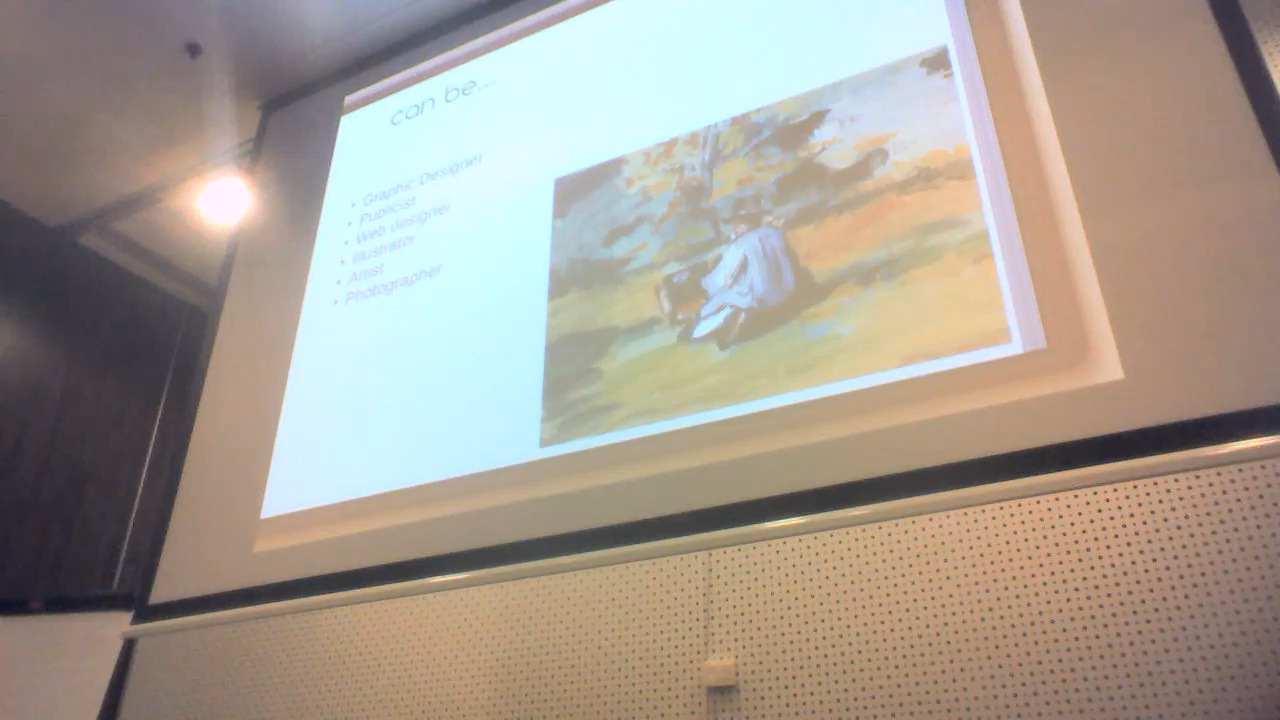 can be...
• Graphic Designer
• Publicist
• Web designer
• Illustrator
• Artist
• Photographer